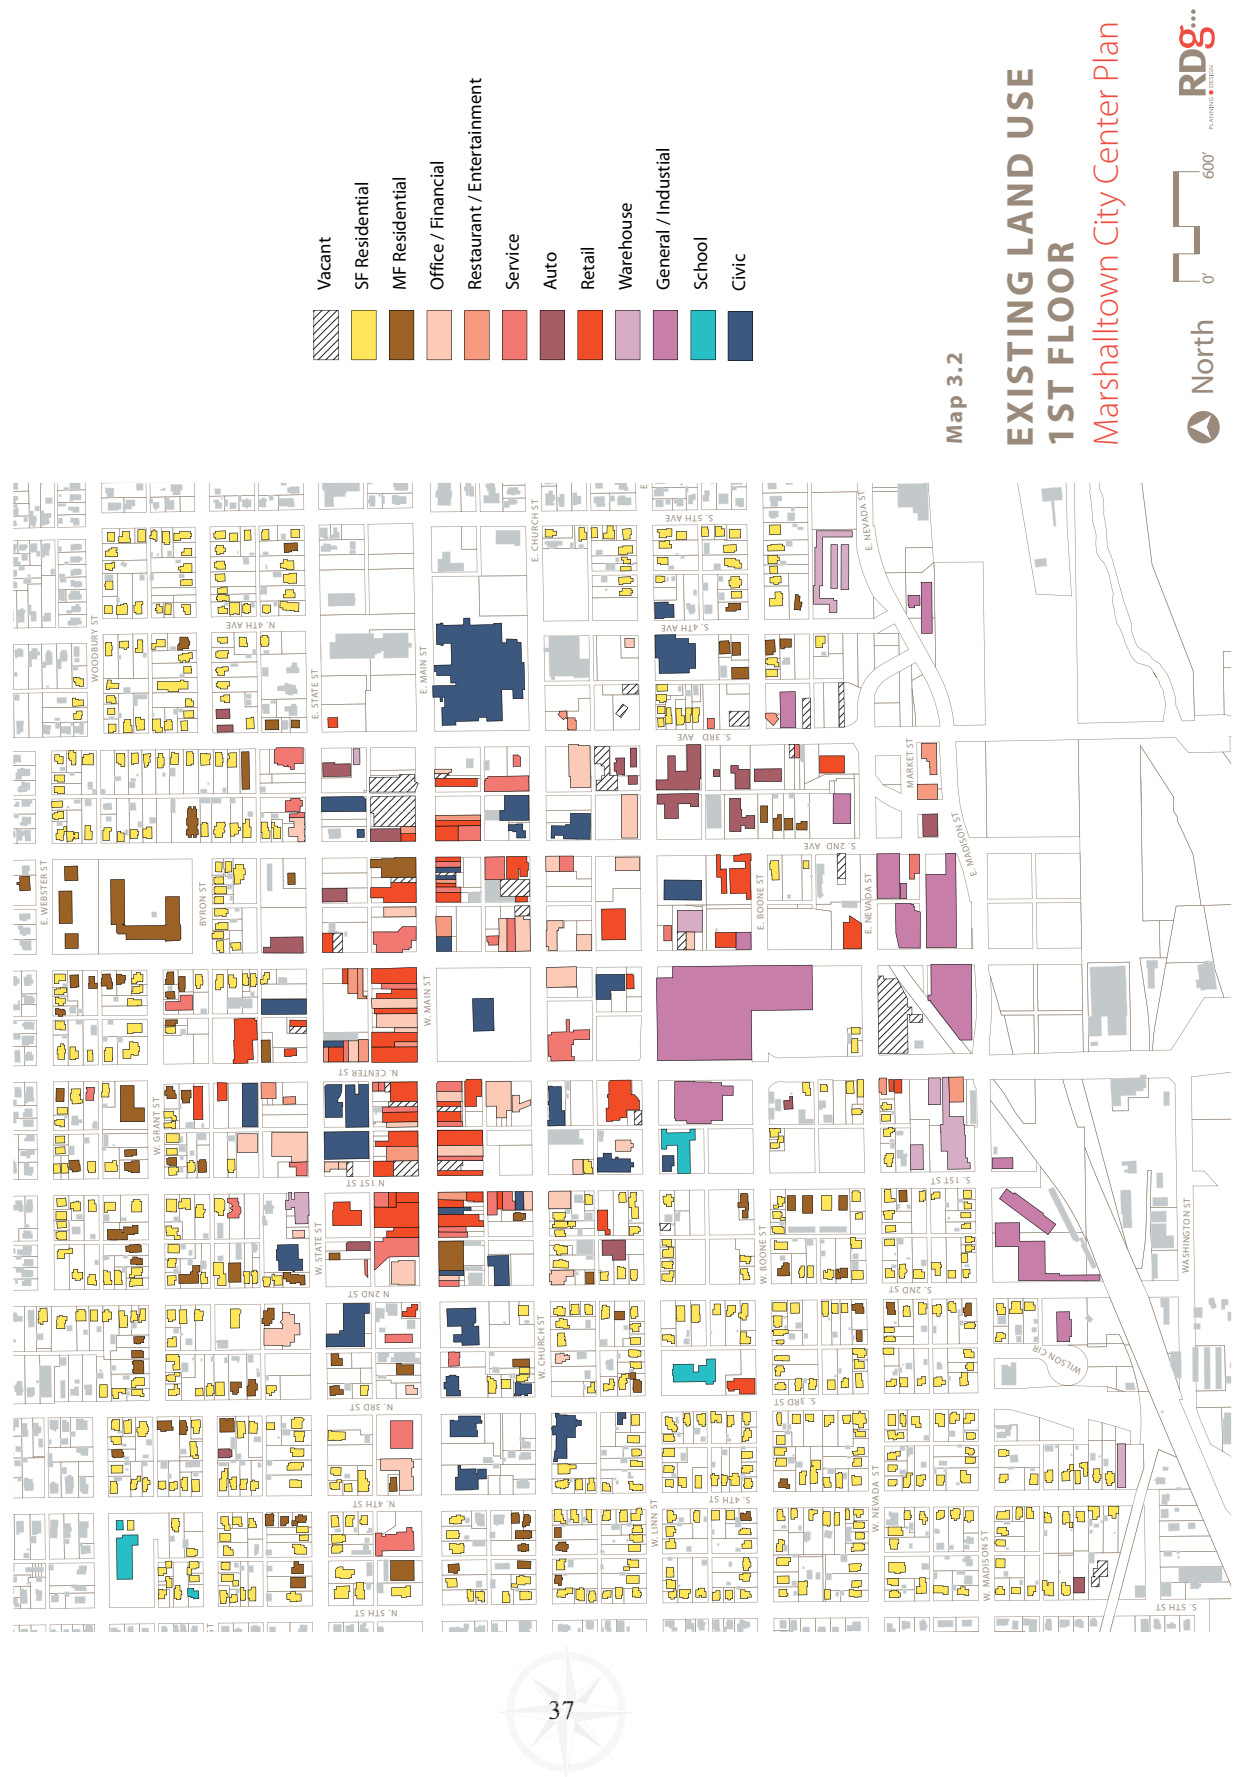 Vacant
SF Residential
MF Residential
Office / Financial
Restaurant / Entertainment
Service
Auto
Retail
Warehouse
General / Industial
School
Civic
Map 3.2
EXISTING LAND USE
1ST FLOOR
Marshalltown City Center Plan
North
0'
600'
RDg...
PLANNING • DESIGN
WOODBURY ST
E. WEBSTER ST
BYRON ST
W. GRANT ST
E. STATE ST
W. STATE ST
E. MAIN ST
W. MAIN ST
E. CHURCH ST
W. CHURCH ST
W. LINN ST
E. BOONE ST
W. BOONE ST
E. NEVADA ST
E. NEVADA ST
W. NEVADA ST
MARKET ST
E. MADISON ST
W. MADISON ST
WASHINGTON ST
WILSON CIR
S. 5TH AVE
N. 4TH AVE
S. 4TH AVE
S. 3RD AVE
S. 2ND AVE
N. CENTER ST
N 1ST ST
S. 1ST ST
N 2ND ST
S. 2ND ST
N. 3RD ST
S. 3RD ST
N. 4TH ST
S. 4TH ST
N. 5TH ST
S. 5TH ST
E.
ST
37